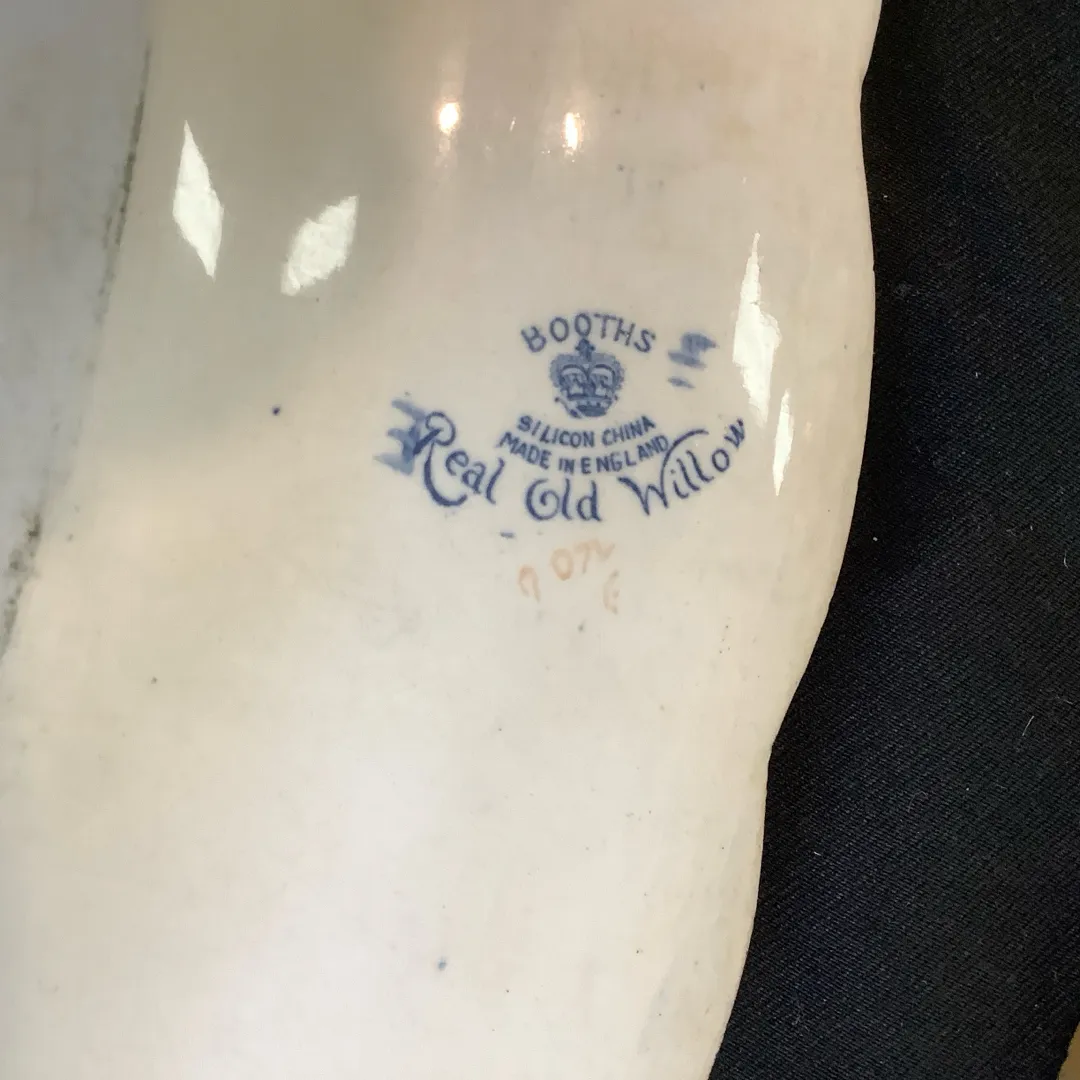 BOOTHS
SILICON CHINA
MADE IN ENGLAND
Real Old Willow